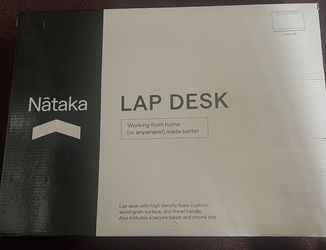 Nâtaka
LAP DESK
Working from home
(or anywhere!) made better
Lap desk with high density foam cushion,
wood grain surface, and travel handle.
Also includes a secure tablet and phone slot.